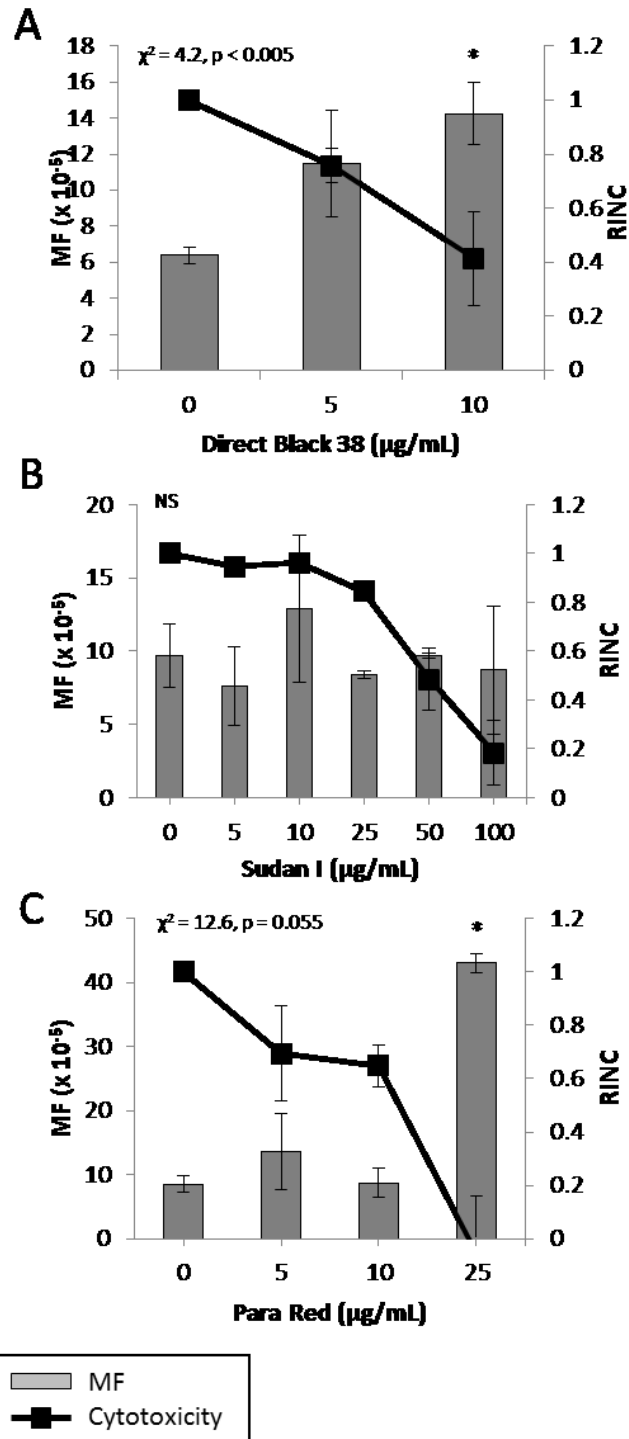 A
χ² = 4.2, p < 0.005
*
18
16
14
12
10
8
6
4
2
0
MF (x 10⁻⁵)
1.2
1
0.8
0.6
0.4
0.2
0
RINC
0 5 10
Direct Black 38 (µg/mL)
B
NS
20
15
10
5
0
MF (x 10⁻⁵)
1.2
1
0.8
0.6
0.4
0.2
0
RINC
0 5 10 25 50 100
Sudan I (µg/mL)
C
χ² = 12.6, p = 0.055
*
50
40
30
20
10
0
MF (x 10⁻⁵)
1.2
1
0.8
0.6
0.4
0.2
0
RINC
0 5 10 25
Para Red (µg/mL)
MF
Cytotoxicity